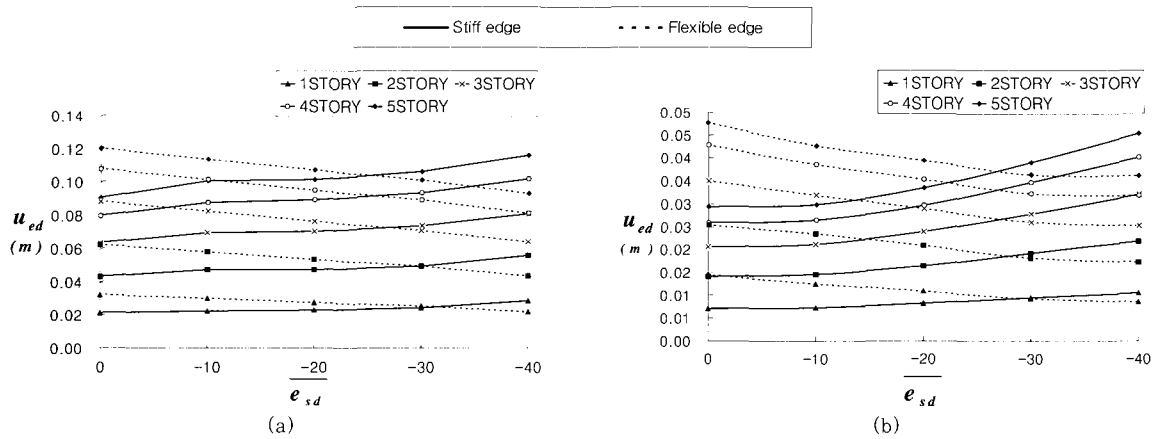 Stiff edge Flexible edge
1STORY 2STORY 3STORY
4STORY 5STORY
0.14
0.12
0.10
0.08
0.06
0.04
0.02
0.00
u ed
(m)
0 -10 -20 -30 -40
e sd
(a)
1STORY 2STORY 3STORY
4STORY 5STORY
0.05
0.05
0.04
0.04
0.03
0.03
0.02
0.02
0.01
0.01
0.00
u ed
(m)
0 -10 -20 -30 -40
e sd
(b)